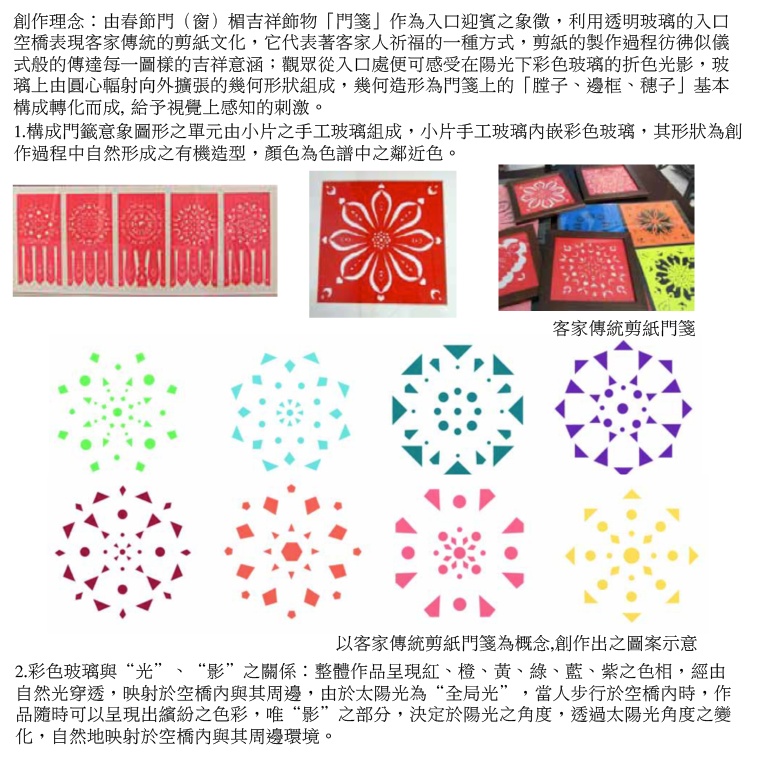 創作理念：由春節門（窗）楣吉祥飾物「門箋」作為入口迎賓之象徵，利用透明玻璃的入口
空橋表現客家傳統的剪紙文化，它代表著客家人祈福的一種方式，剪紙的製作過程彷彿似儀
式般的傳達每一圖樣的吉祥意涵；觀眾從入口處便可感受在陽光下彩色玻璃的折色光影，玻
璃上由圓心輻射向外擴張的幾何形狀組成，幾何造形為門箋上的「膛子、邊框、穗子」基本
構成轉化而成, 給予視覺上感知的刺激。
1.構成門籤意象圖形之單元由小片之手工玻璃組成，小片手工玻璃內嵌彩色玻璃，其形狀為創
作過程中自然形成之有機造型，顏色為色譜中之鄰近色。
客家傳統剪紙門箋
以客家傳統剪紙門箋為概念,創作出之圖案示意
2.彩色玻璃與“光”、“影”之關係：整體作品呈現紅、橙、黃、綠、藍、紫之色相，經由
自然光穿透，映射於空橋內與其周邊，由於太陽光為“全局光”，當人步行於空橋內時，作
品隨時可以呈現出繽紛之色彩，唯“影”之部分，決定於陽光之角度，透過太陽光角度之變
化，自然地映射於空橋內與其周邊環境。